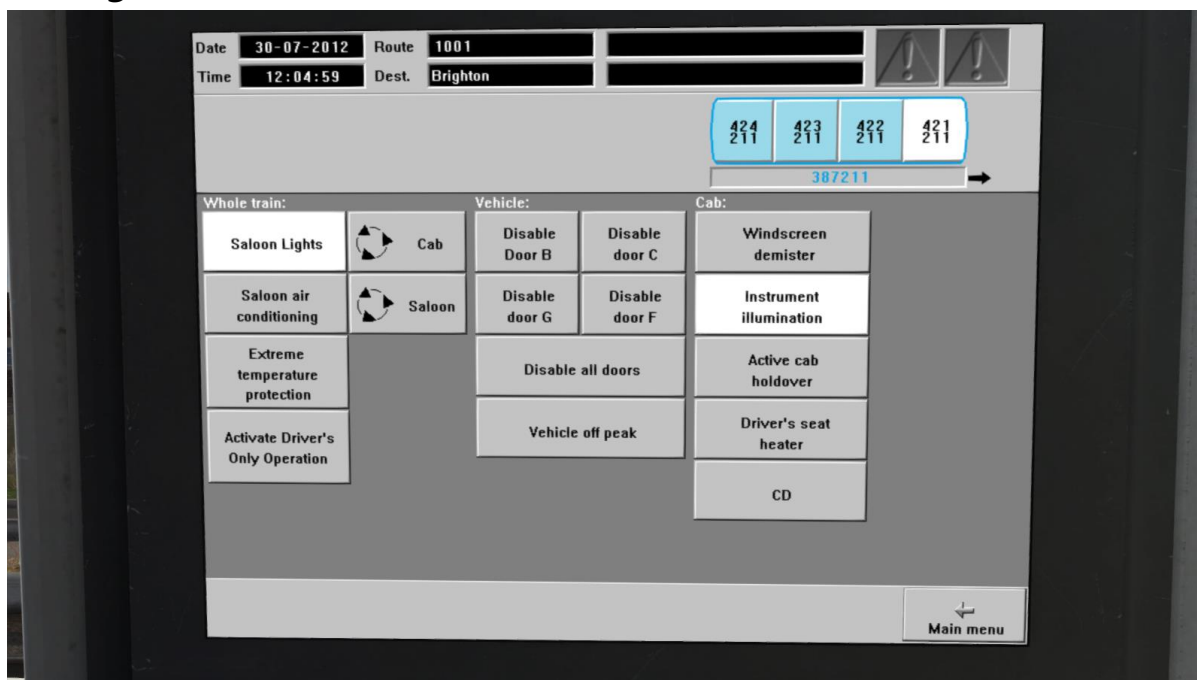 Date 30-07-2012 Route 1001
Time 12:04:59 Dest. Brighton
424 423 422 421
211 211 211 211
387211
Whole train: Vehicle: Cab:
Saloon Lights
Cab
Disable
Door B
Disable
door C
Windscreen
demister
Saloon air
conditioning
Saloon
Disable
door G
Disable
door F
Instrument
illumination
Extreme
temperature
protection
Disable all doors
Active cab
holdover
Activate Driver's
Only Operation
Vehicle off peak
Driver's seat
heater
CD
Main menu